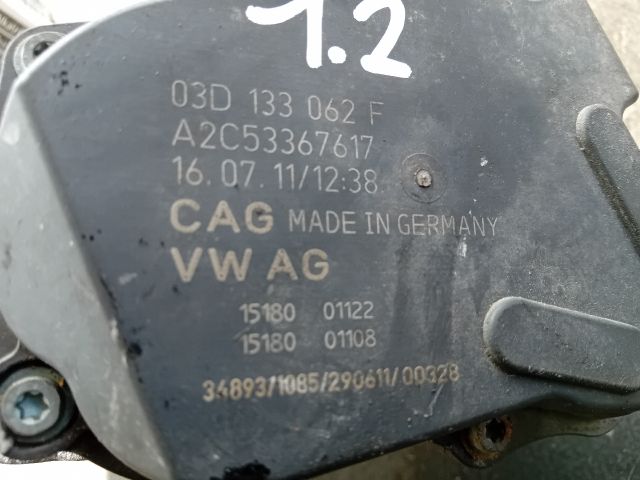 1.2
03D 133 062 F
A2C53367617
16.07.11/12:38
CAG MADE IN GERMANY
VW AG
15180 01122
15180 01108
34893/1085/290611/00328